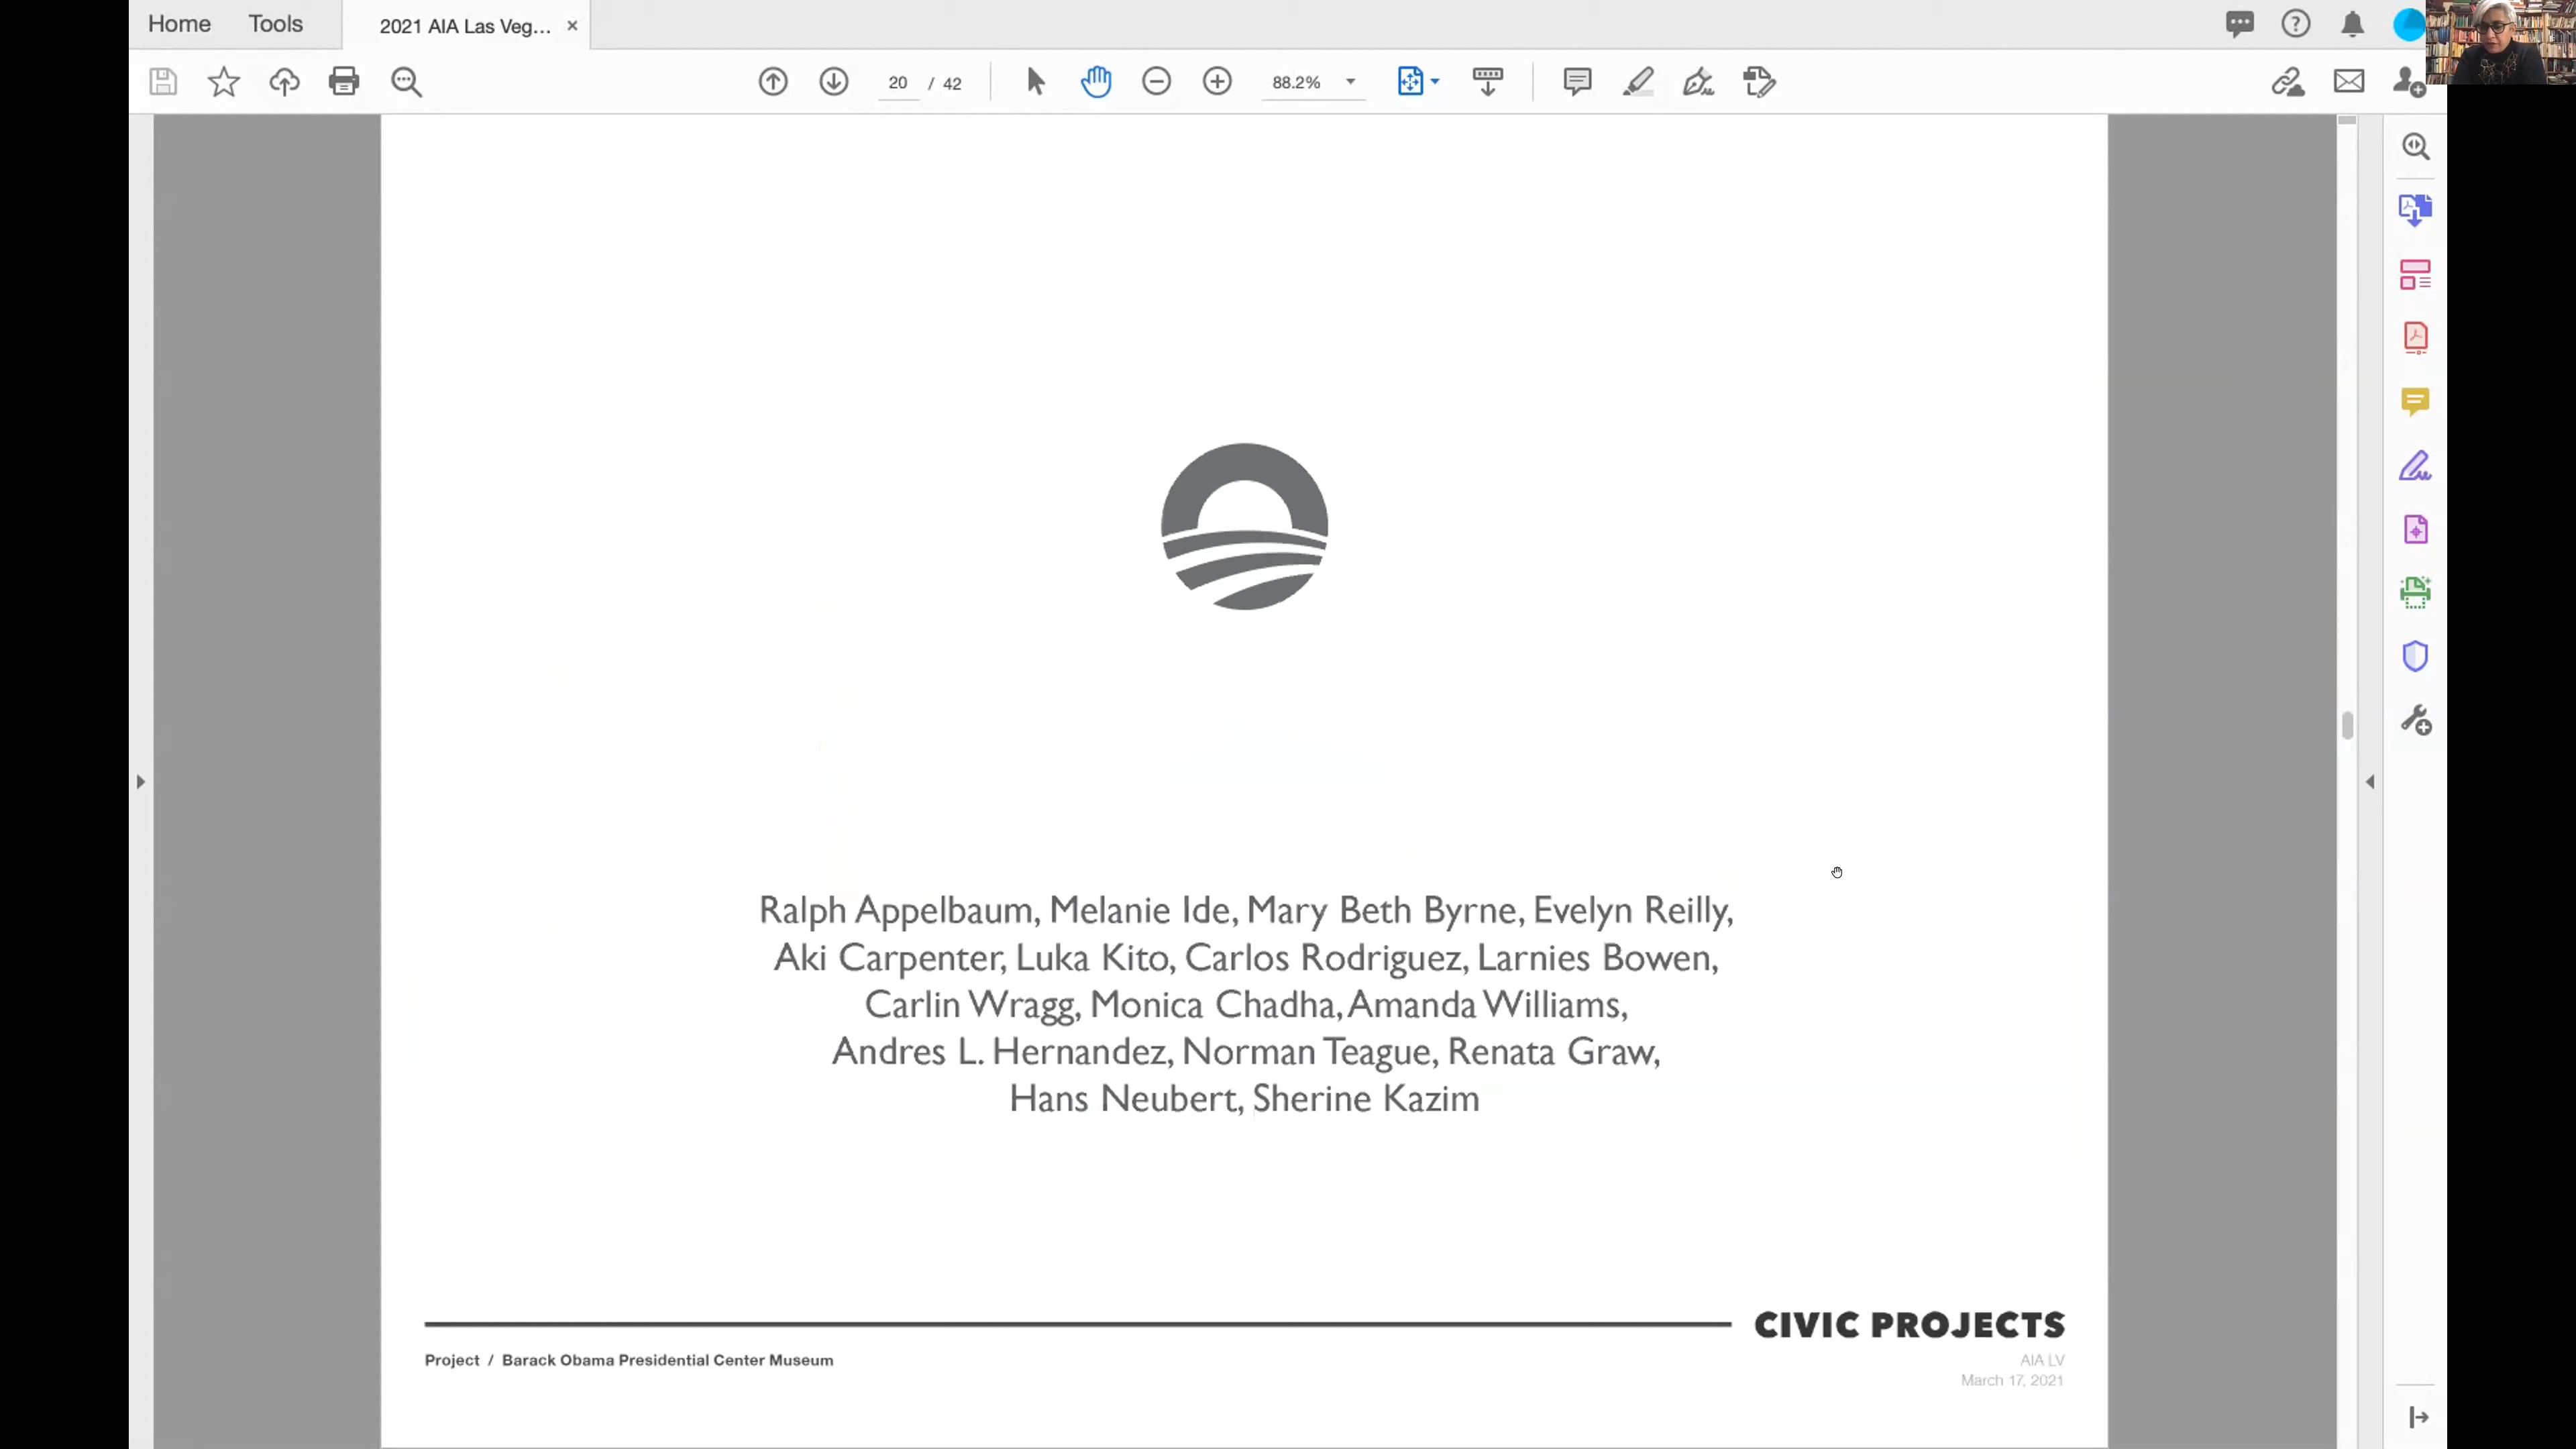 Home Tools 2021 AIA Las Veg... ×
20 / 42 88.2%
Ralph Appelbaum, Melanie Ide, Mary Beth Byrne, Evelyn Reilly,
Aki Carpenter, Luka Kito, Carlos Rodriguez, Larnies Bowen,
Carlin Wragg, Monica Chadha, Amanda Williams,
Andres L. Hernandez, Norman Teague, Renata Graw,
Hans Neubert, Sherine Kazim
CIVIC PROJECTS
Project / Barack Obama Presidential Center Museum
AIA LV
March 17, 2021